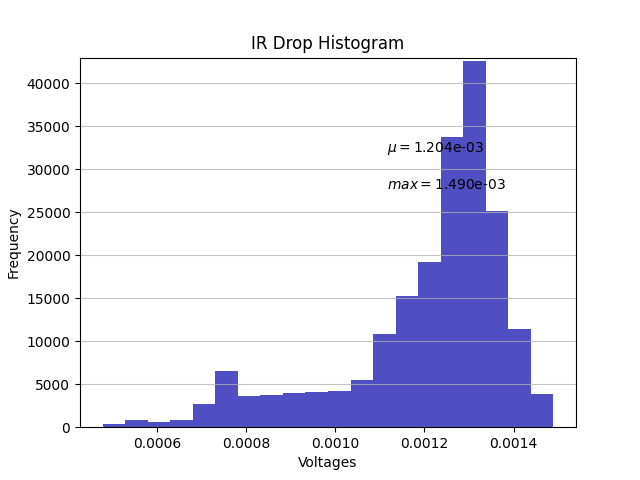 IR Drop Histogram
40000
35000
30000
25000
20000
15000
10000
5000
0
Frequency
μ = 1.204e-03
max = 1.490e-03
0.0006 0.0008 0.0010 0.0012 0.0014
Voltages